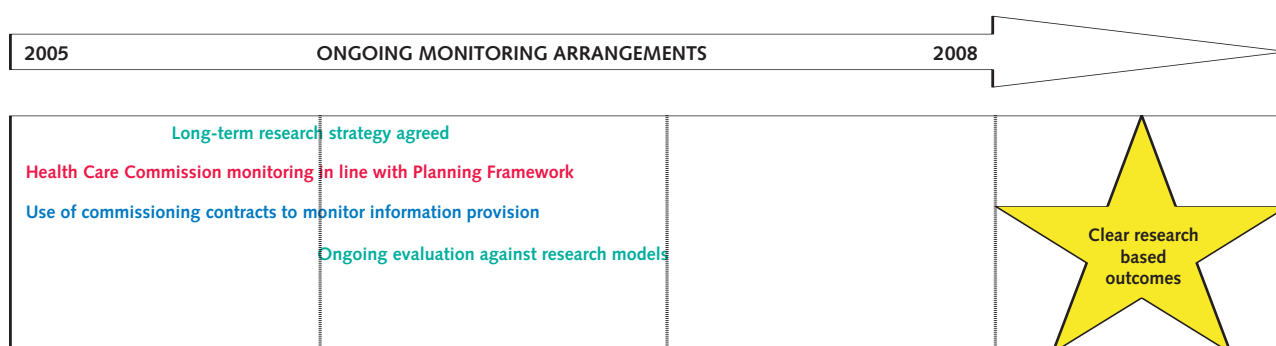 2005 ONGOING MONITORING ARRANGEMENTS 2008
Long-term research strategy agreed
Health Care Commission monitoring in line with Planning Framework
Use of commissioning contracts to monitor information provision
Ongoing evaluation against research models
Clear research
based
outcomes